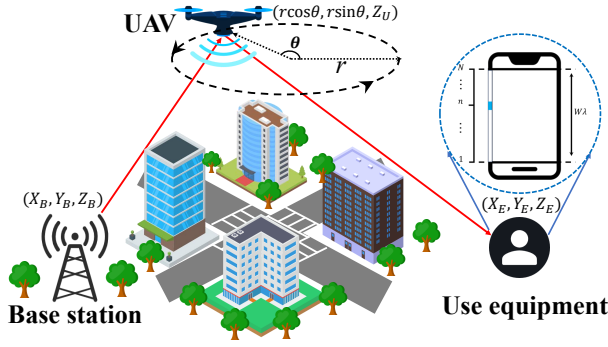 UAV
(rcosθ, rsinθ, Z_U)
θ
r
N
⋮
n
⋮
1
Wλ
(X_B, Y_B, Z_B)
(X_E, Y_E, Z_E)
Base station
Use equipment